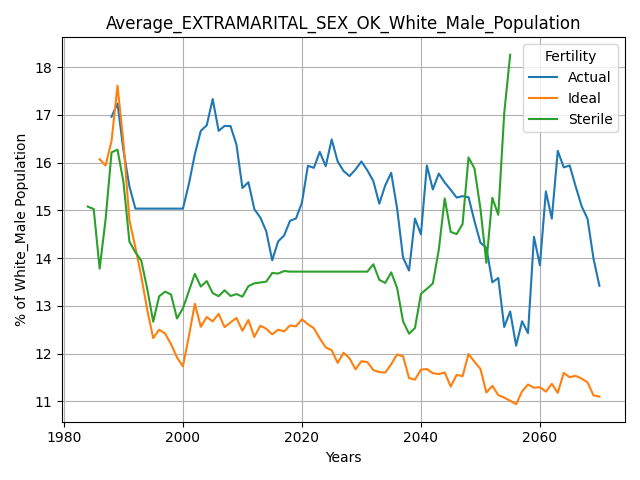 Average_EXTRAMARITAL_SEX_OK_White_Male_Population
Fertility
Actual
Ideal
Sterile
% of White_Male Population
18
17
16
15
14
13
12
11
1980
2000
2020
2040
2060
Years